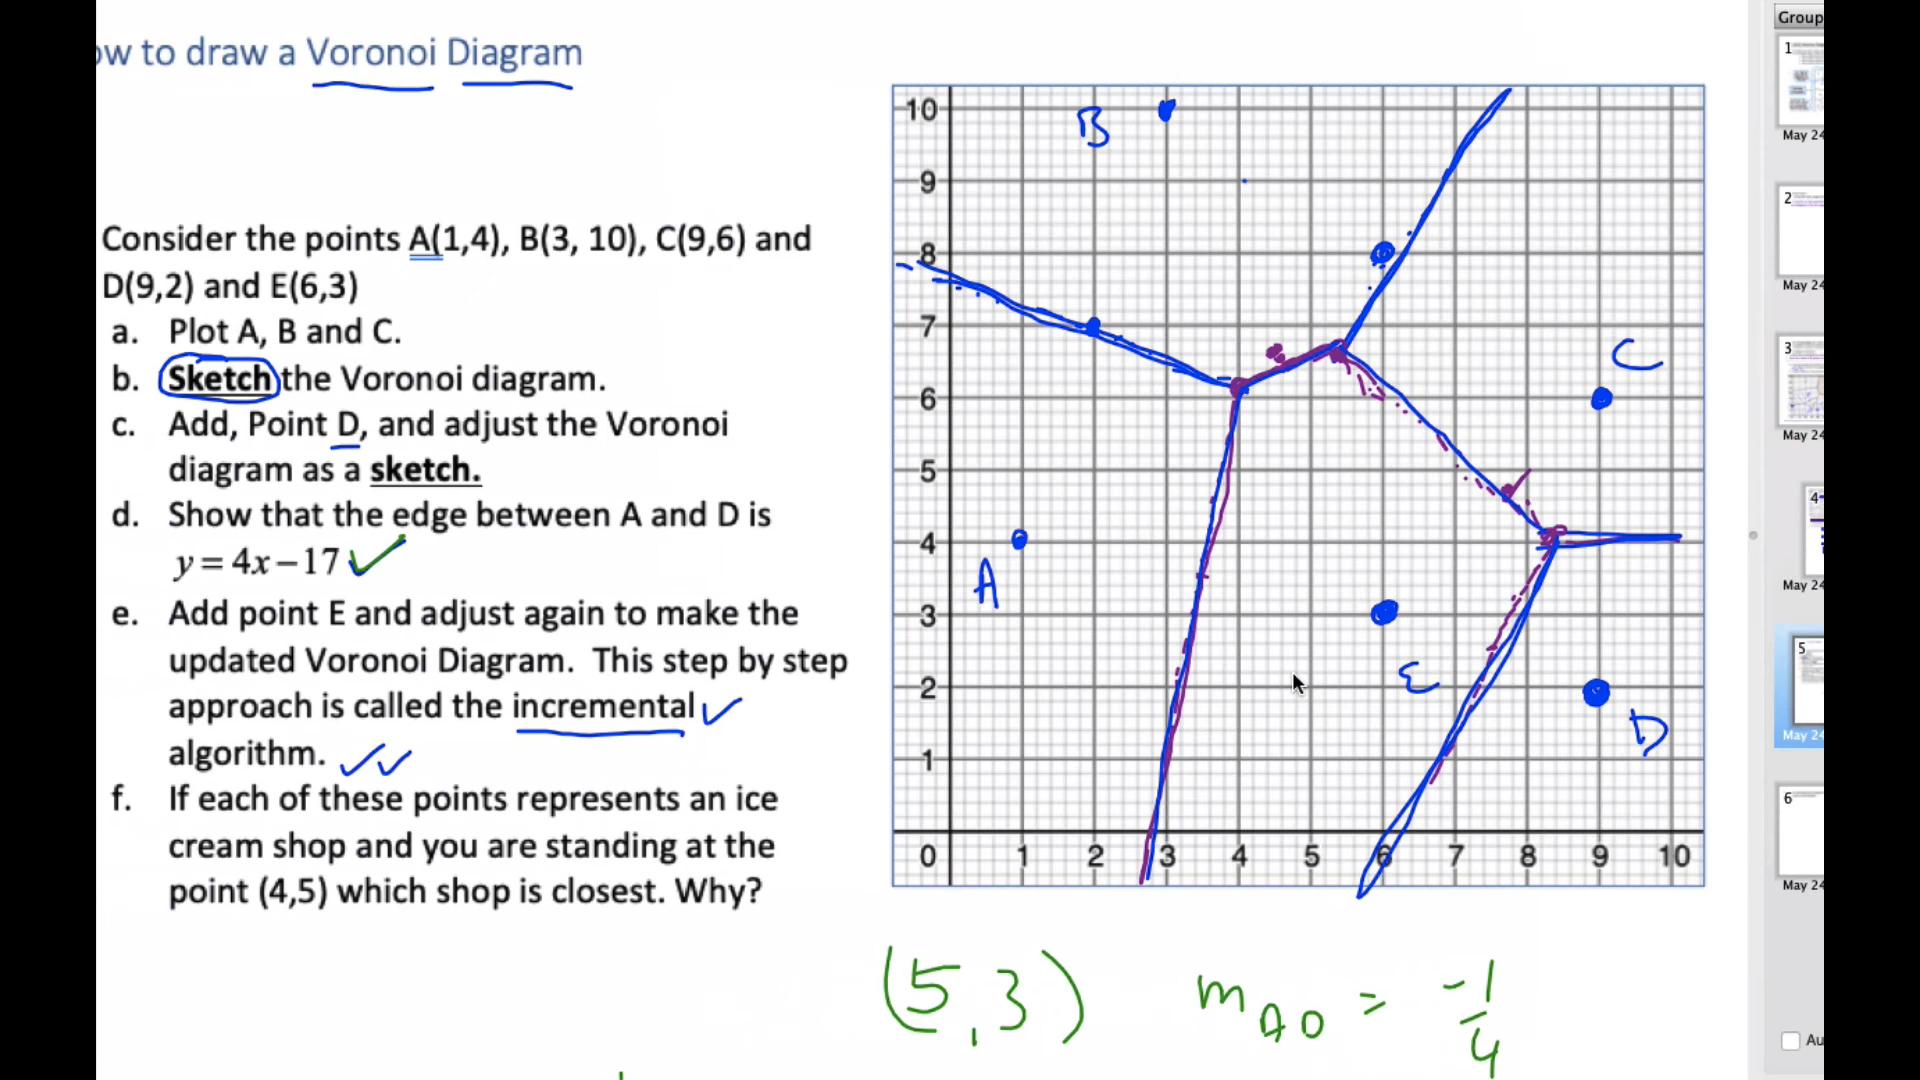 ow to draw a Voronoi Diagram
Consider the points A(1,4), B(3, 10), C(9,6) and
D(9,2) and E(6,3)
a. Plot A, B and C.
b. Sketch the Voronoi diagram.
c. Add, Point D, and adjust the Voronoi
diagram as a sketch.
d. Show that the edge between A and D is
y = 4x − 17
e. Add point E and adjust again to make the
updated Voronoi Diagram. This step by step
approach is called the incremental
algorithm.
f. If each of these points represents an ice
cream shop and you are standing at the
point (4,5) which shop is closest. Why?
10
9
8
7
6
5
4
3
2
1
0 1 2 3 4 5 6 7 8 9 10
B
C
A
E
D
(5,3) m AD = -1/4
Group
1
May 24
2
May 24
3
May 24
4
May 24
5
May 24
6
May 24
Au